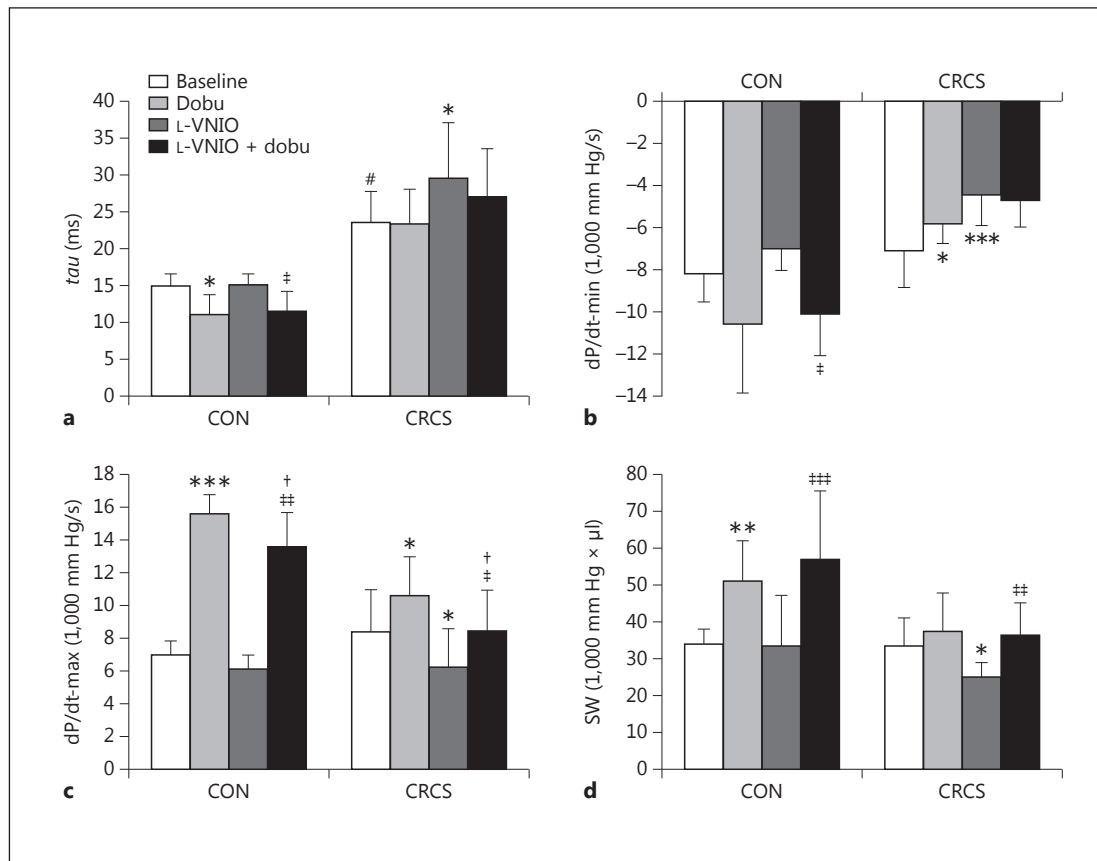 Baseline
Dobu
L-VNIO
L-VNIO + dobu
40
35
30
25
20
15
10
5
0
tau (ms)
*
‡
#
*
CON
CRCS
a
CON
CRCS
0
–2
–4
–6
–8
–10
–12
–14
dP/dt-min (1,000 mm Hg/s)
‡
*
***
b
18
16
14
12
10
8
6
4
2
0
dP/dt-max (1,000 mm Hg/s)
***
†
‡‡
*
*
†
‡
CON
CRCS
c
80
70
60
50
40
30
20
10
0
SW (1,000 mm Hg × µl)
**
‡‡‡
*
‡‡
CON
CRCS
d